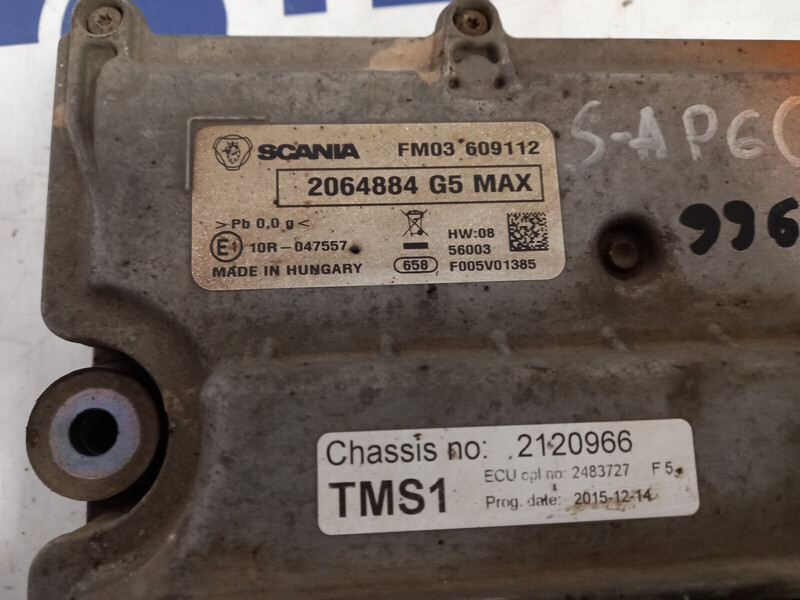 SCANIA FM03 609112
2064884 G5 MAX
>Pb 0,0 g<
E1 10R-047557
MADE IN HUNGARY
HW:08
56003
658 F005V01385
S-AP60
996
Chassis no: 2120966
ECU cpl no: 2483727 F5
TMS1
Prog. date: 2015-12-14